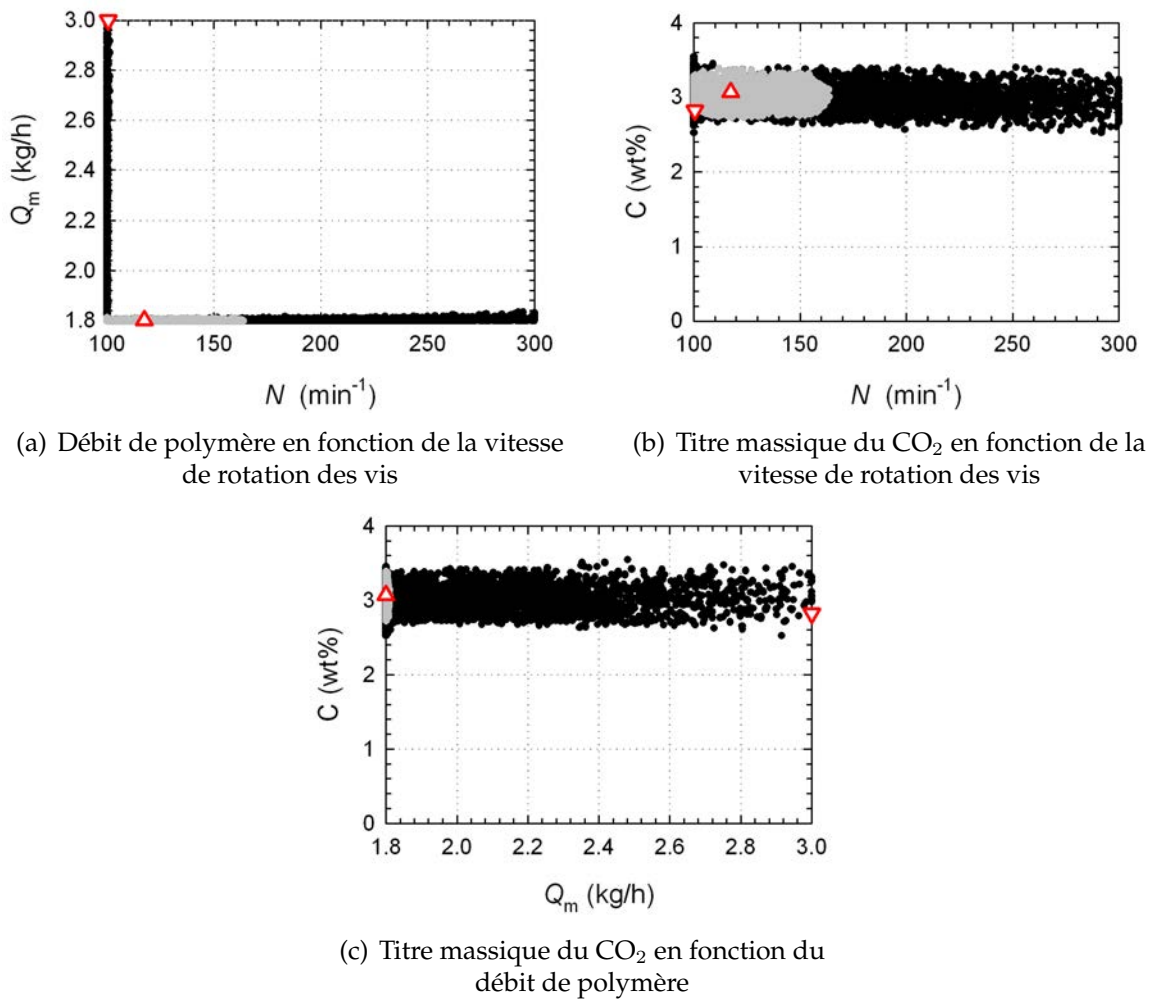 3.0
2.8
2.6
2.4
2.2
2.0
1.8
Q_m (kg/h)
100 150 200 250 300
N (min⁻¹)
(a) Débit de polymère en fonction de la vitesse
de rotation des vis
4
3
2
1
0
C (wt%)
100 150 200 250 300
N (min⁻¹)
(b) Titre massique du CO₂ en fonction de la
vitesse de rotation des vis
4
3
2
1
0
C (wt%)
1.8 2.0 2.2 2.4 2.6 2.8 3.0
Q_m (kg/h)
(c) Titre massique du CO₂ en fonction du
débit de polymère